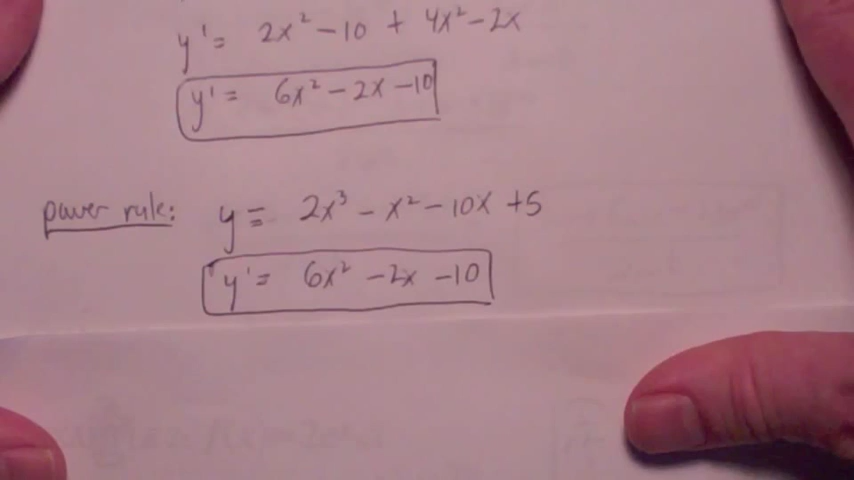 y' = 2x² - 10 + 4x² - 2x
y' = 6x² - 2x - 10
power rule: y = 2x³ - x² - 10x + 5
y' = 6x² - 2x - 10